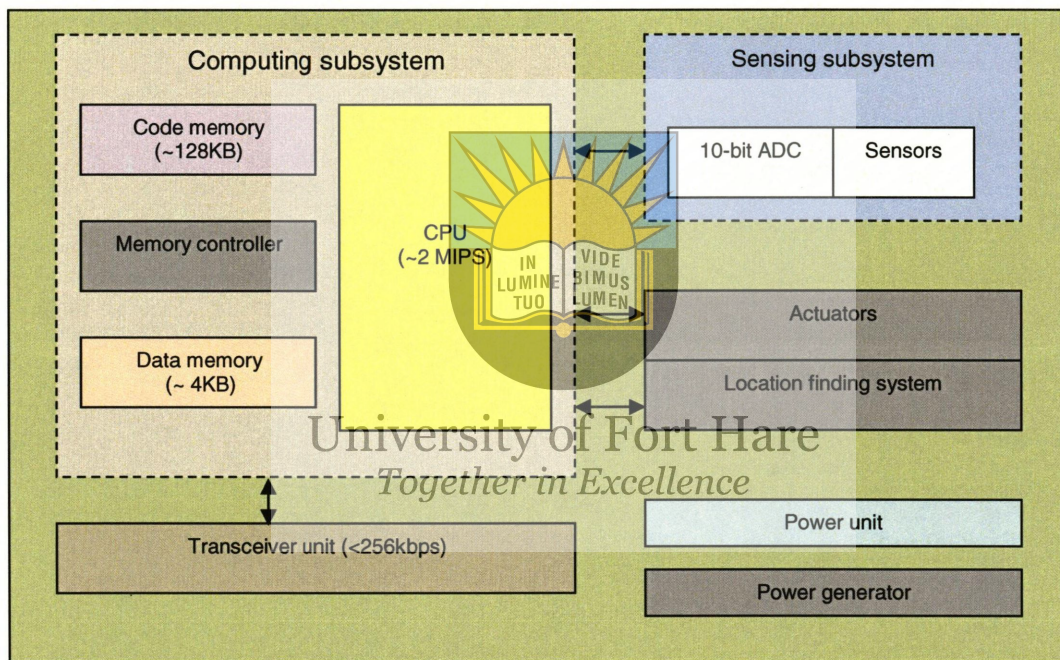 Computing subsystem
Code memory
(~128KB)
Memory controller
Data memory
(~ 4KB)
CPU
(~2 MIPS)
Sensing subsystem
10-bit ADC
Sensors
Actuators
Location finding system
Power unit
Power generator
Transceiver unit (<256kbps)
IN
LUMINE
TUO
VIDE
BIMUS
LUMEN
University of Fort Hare
Together in Excellence